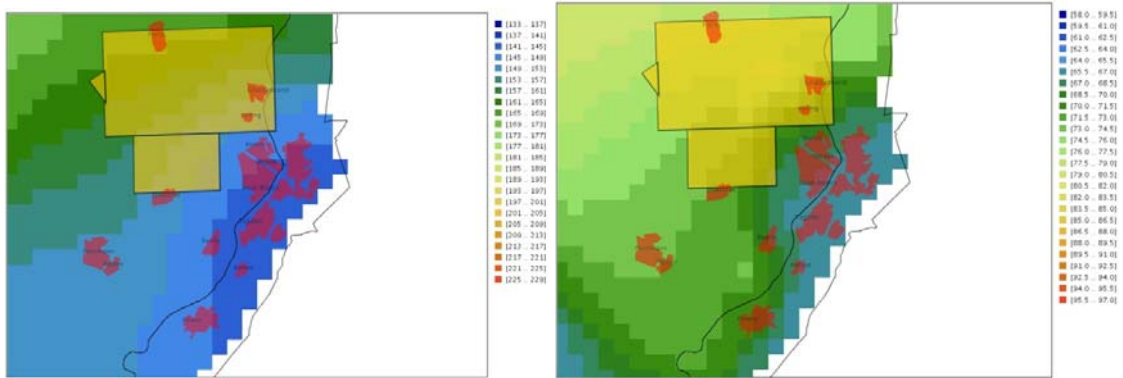 [133 .. 137]
[137 .. 141]
[141 .. 145]
[145 .. 149]
[149 .. 153]
[153 .. 157]
[157 .. 161]
[161 .. 165]
[165 .. 169]
[169 .. 173]
[173 .. 177]
[177 .. 181]
[181 .. 185]
[185 .. 189]
[189 .. 193]
[193 .. 197]
[197 .. 201]
[201 .. 205]
[205 .. 209]
[209 .. 213]
[213 .. 217]
[217 .. 221]
[221 .. 225]
[225 .. 229]
[58.0 .. 59.5]
[59.5 .. 61.0]
[61.0 .. 62.5]
[62.5 .. 64.0]
[64.0 .. 65.5]
[65.5 .. 67.0]
[67.0 .. 68.5]
[68.5 .. 70.0]
[70.0 .. 71.5]
[71.5 .. 73.0]
[73.0 .. 74.5]
[74.5 .. 76.0]
[76.0 .. 77.5]
[77.5 .. 79.0]
[79.0 .. 80.5]
[80.5 .. 82.0]
[82.0 .. 83.5]
[83.5 .. 85.0]
[85.0 .. 86.5]
[86.5 .. 88.0]
[88.0 .. 89.5]
[89.5 .. 91.0]
[91.0 .. 92.5]
[92.5 .. 94.0]
[94.0 .. 95.5]
[95.5 .. 97.0]